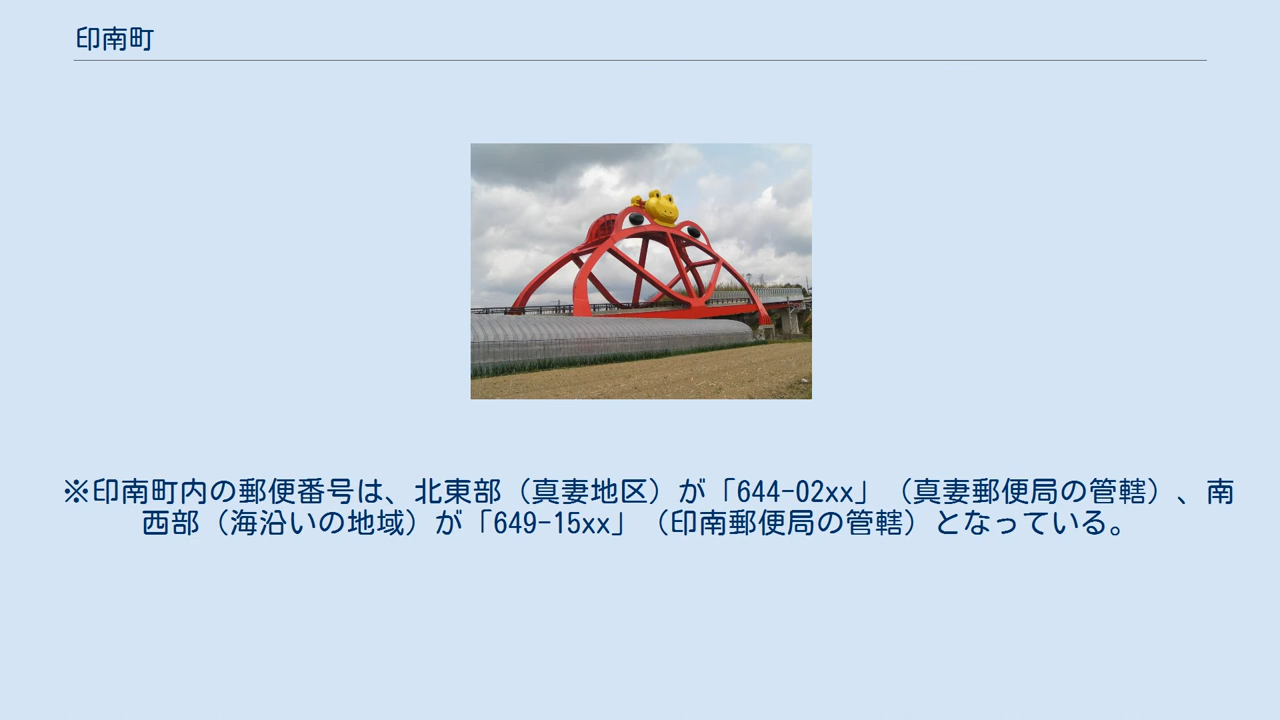 印南町
※印南町内の郵便番号は、北東部（真妻地区）が「644-02xx」（真妻郵便局の管轄）、南
西部（海沿いの地域）が「649-15xx」（印南郵便局の管轄）となっている。